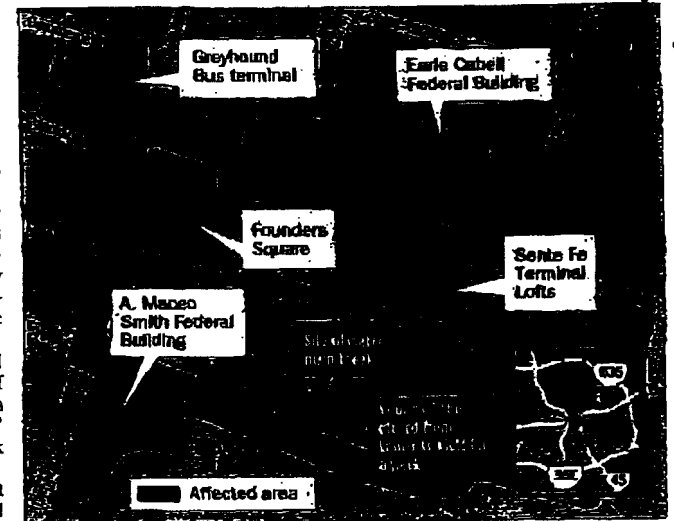 Greyhound
Bus terminal
Earle Cabell
Federal Building
Founders
Square
Santa Fe
Terminal
Lofts
A. Maceo
Smith Federal
Building
Affected area
635
45